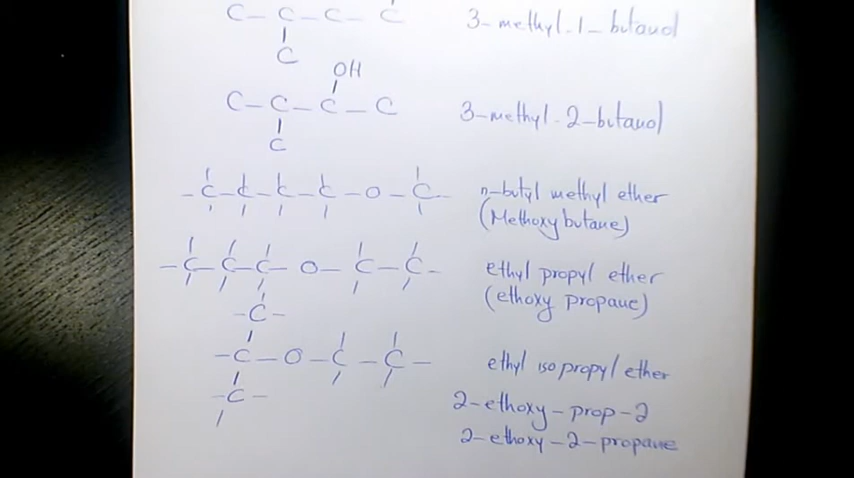 C – C – C – C 3-methyl-1-butanol
C
OH
C – C – C – C 3-methyl-2-butanol
C
– C – C – C – C – O – C – n-butyl methyl ether
(Methoxy butane)
– C – C – C – O – C – C – ethyl propyl ether
(ethoxy propane)
– C –
– C – O – C – C – ethyl isopropyl ether
– C –
2-ethoxy-prop-2
2-ethoxy-2-propane